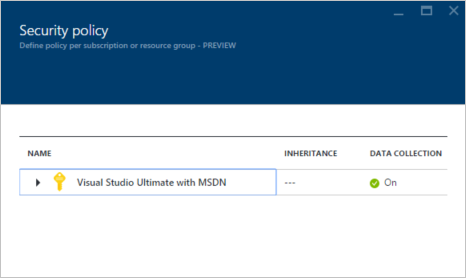 Security policy
Define policy per subscription or resource group - PREVIEW
NAME INHERITANCE DATA COLLECTION
Visual Studio Ultimate with MSDN --- On